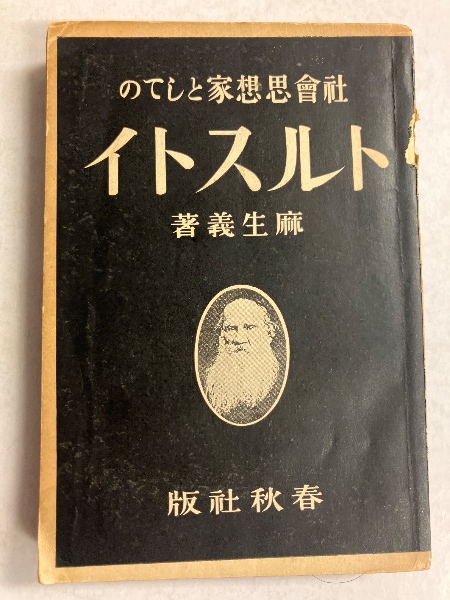 社會思想家としての
トルストイ
麻生義著
春秋社版